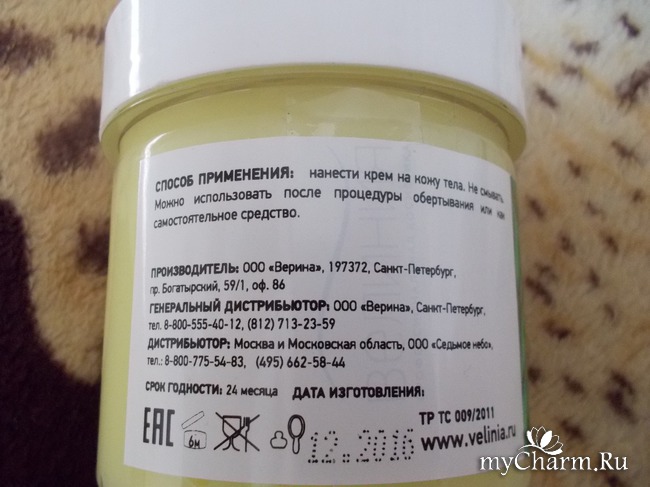 СПОСОБ ПРИМЕНЕНИЯ: нанести крем на кожу тела. Не смывать.
Можно использовать после процедуры обертывания или как
самостоятельное средство.
ПРОИЗВОДИТЕЛЬ: ООО «Верина», 197372, Санкт-Петербург,
пр. Богатырский, 59/1, оф. 86
ГЕНЕРАЛЬНЫЙ ДИСТРИБЬЮТОР: ООО «Верина», Санкт-Петербург,
тел. 8-800-555-40-12, (812) 713-23-59
ДИСТРИБЬЮТОР: Москва и Московская область, ООО «Седьмое небо»,
тел.: 8-800-775-54-83, (495) 662-58-44
СРОК ГОДНОСТИ: 24 месяца ДАТА ИЗГОТОВЛЕНИЯ:
ТР ТС 009/2011
EAC 6м 12.2016 www.velinia.ru
myCharm.Ru